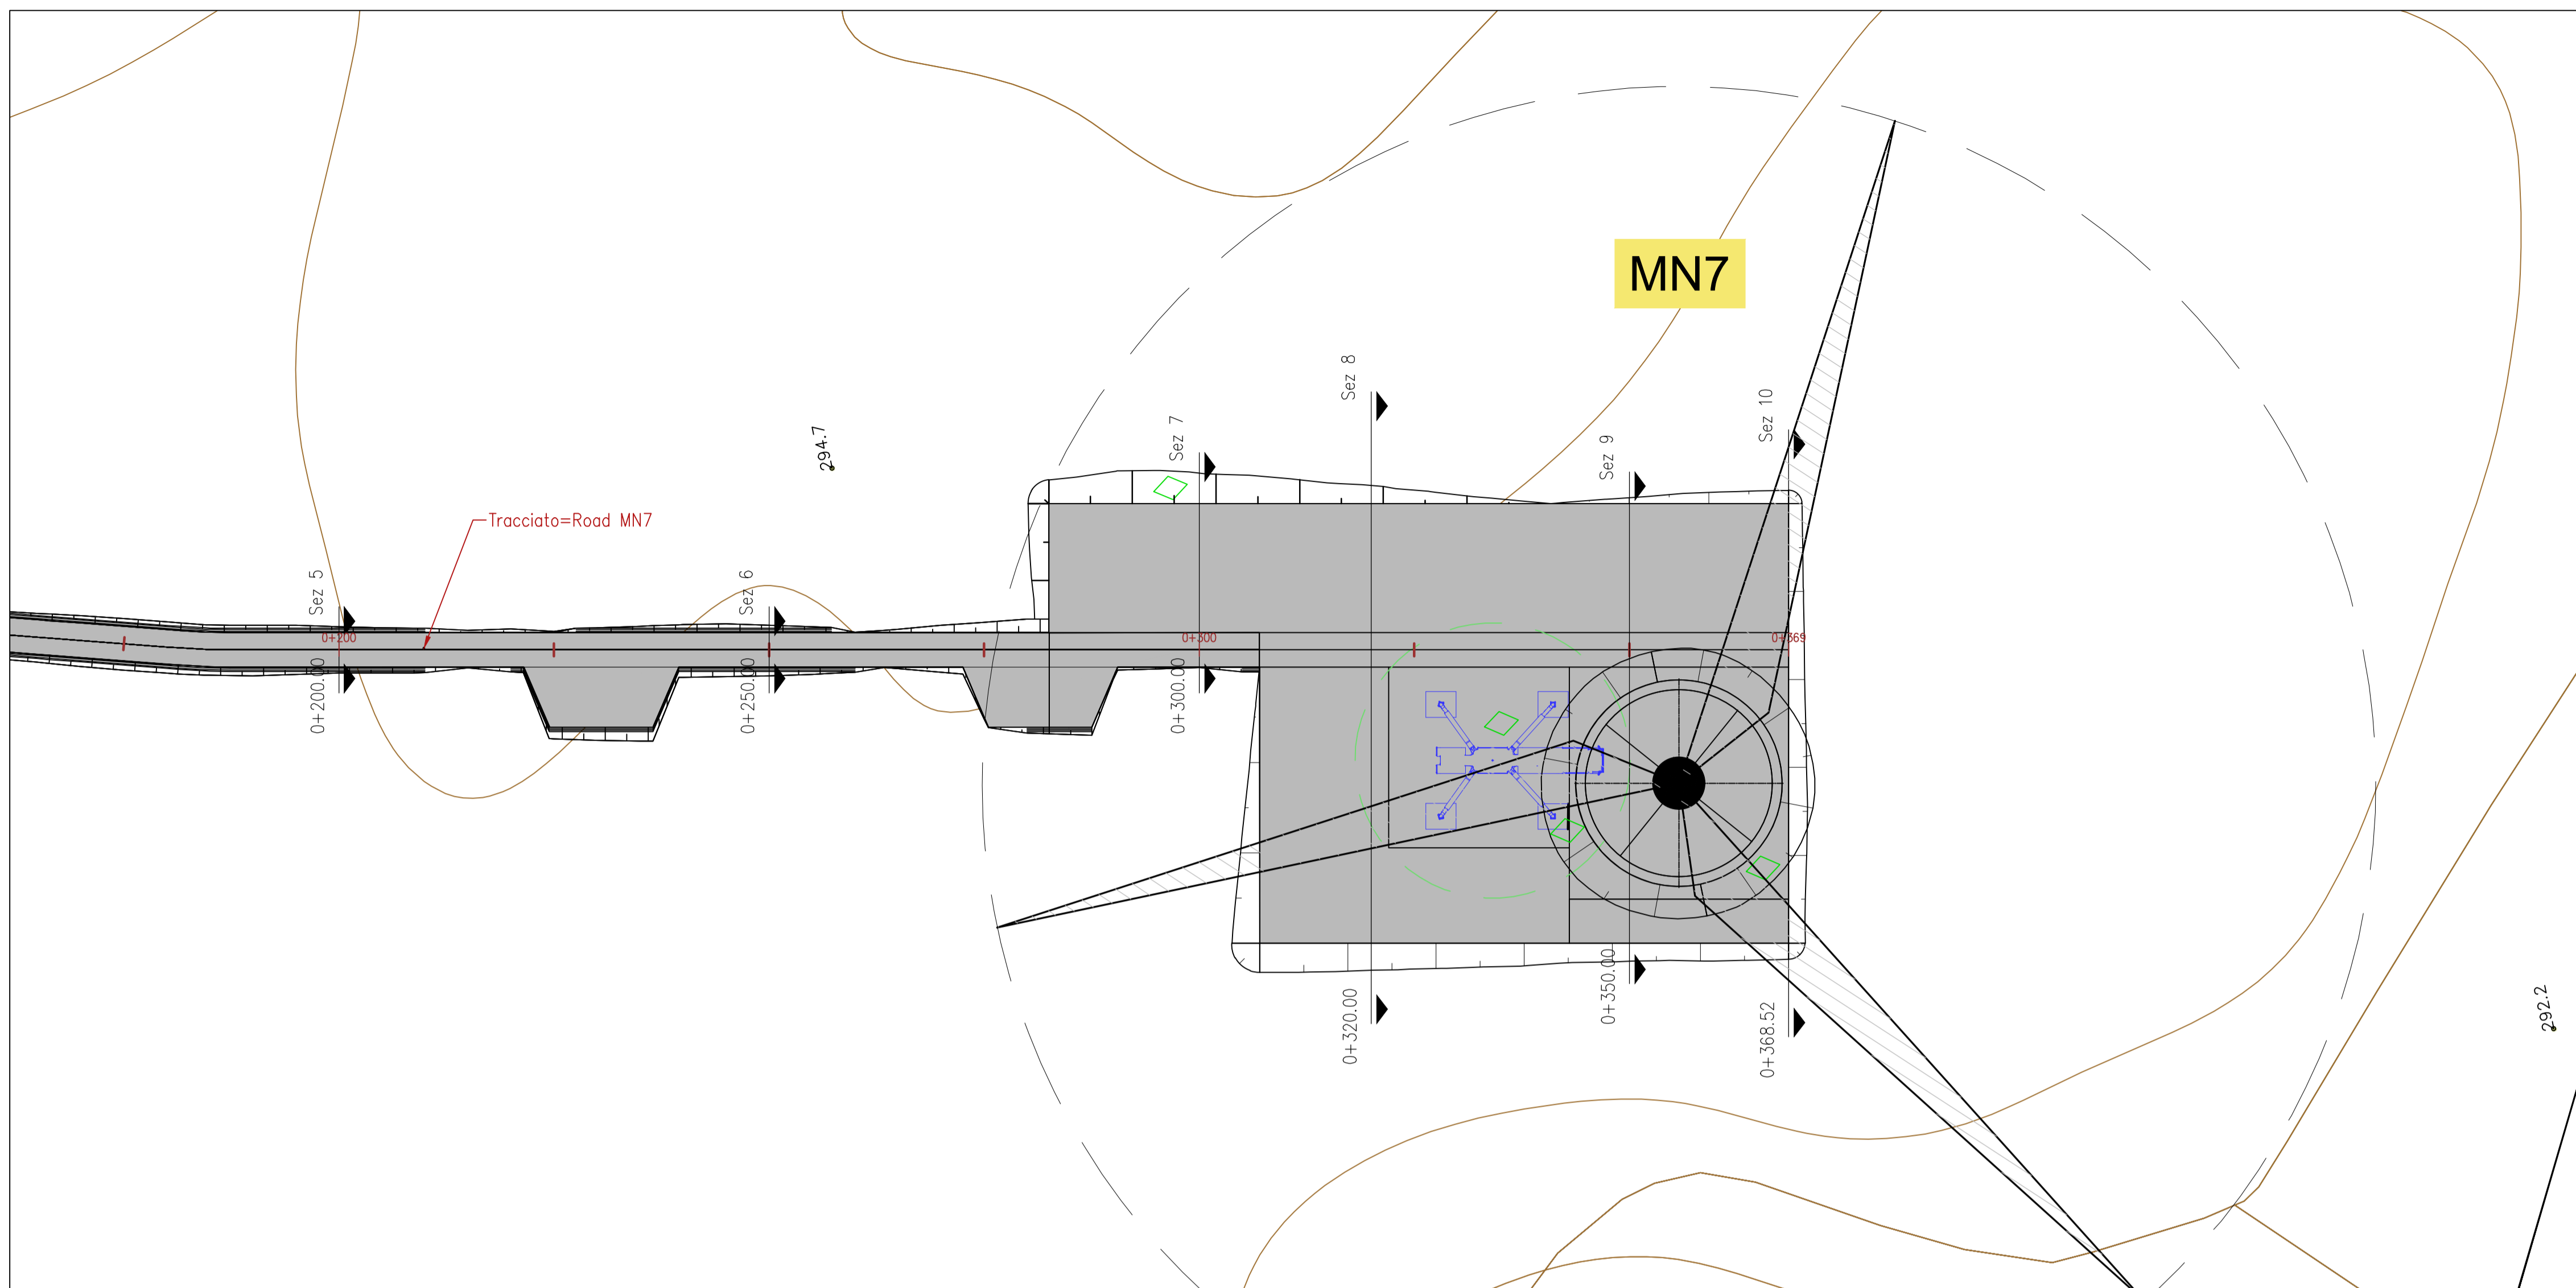 MN7
Sez 8
Sez 10
Sez 7
Sez 9
294.7
Tracciato=Road MN7
Sez 5
Sez 6
0+200
0+300
0+369
0+200.00
0+250.00
0+300.00
0+350.00
0+320.00
0+368.52
292.2